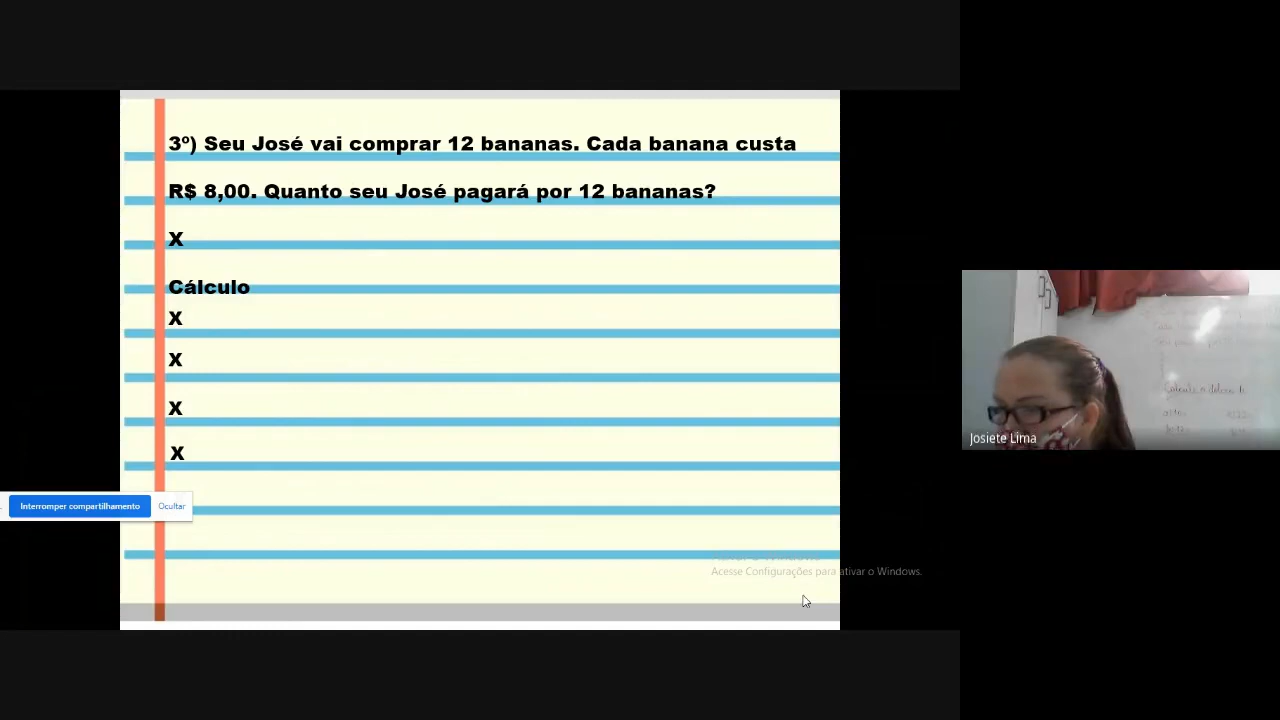 3º) Seu José vai comprar 12 bananas. Cada banana custa
R$ 8,00. Quanto seu José pagará por 12 bananas?
X
Cálculo
X
X
X
X
Interromper compartilhamento
Ocultar
Acesse Configurações para ativar o Windows.
Josiete Lima